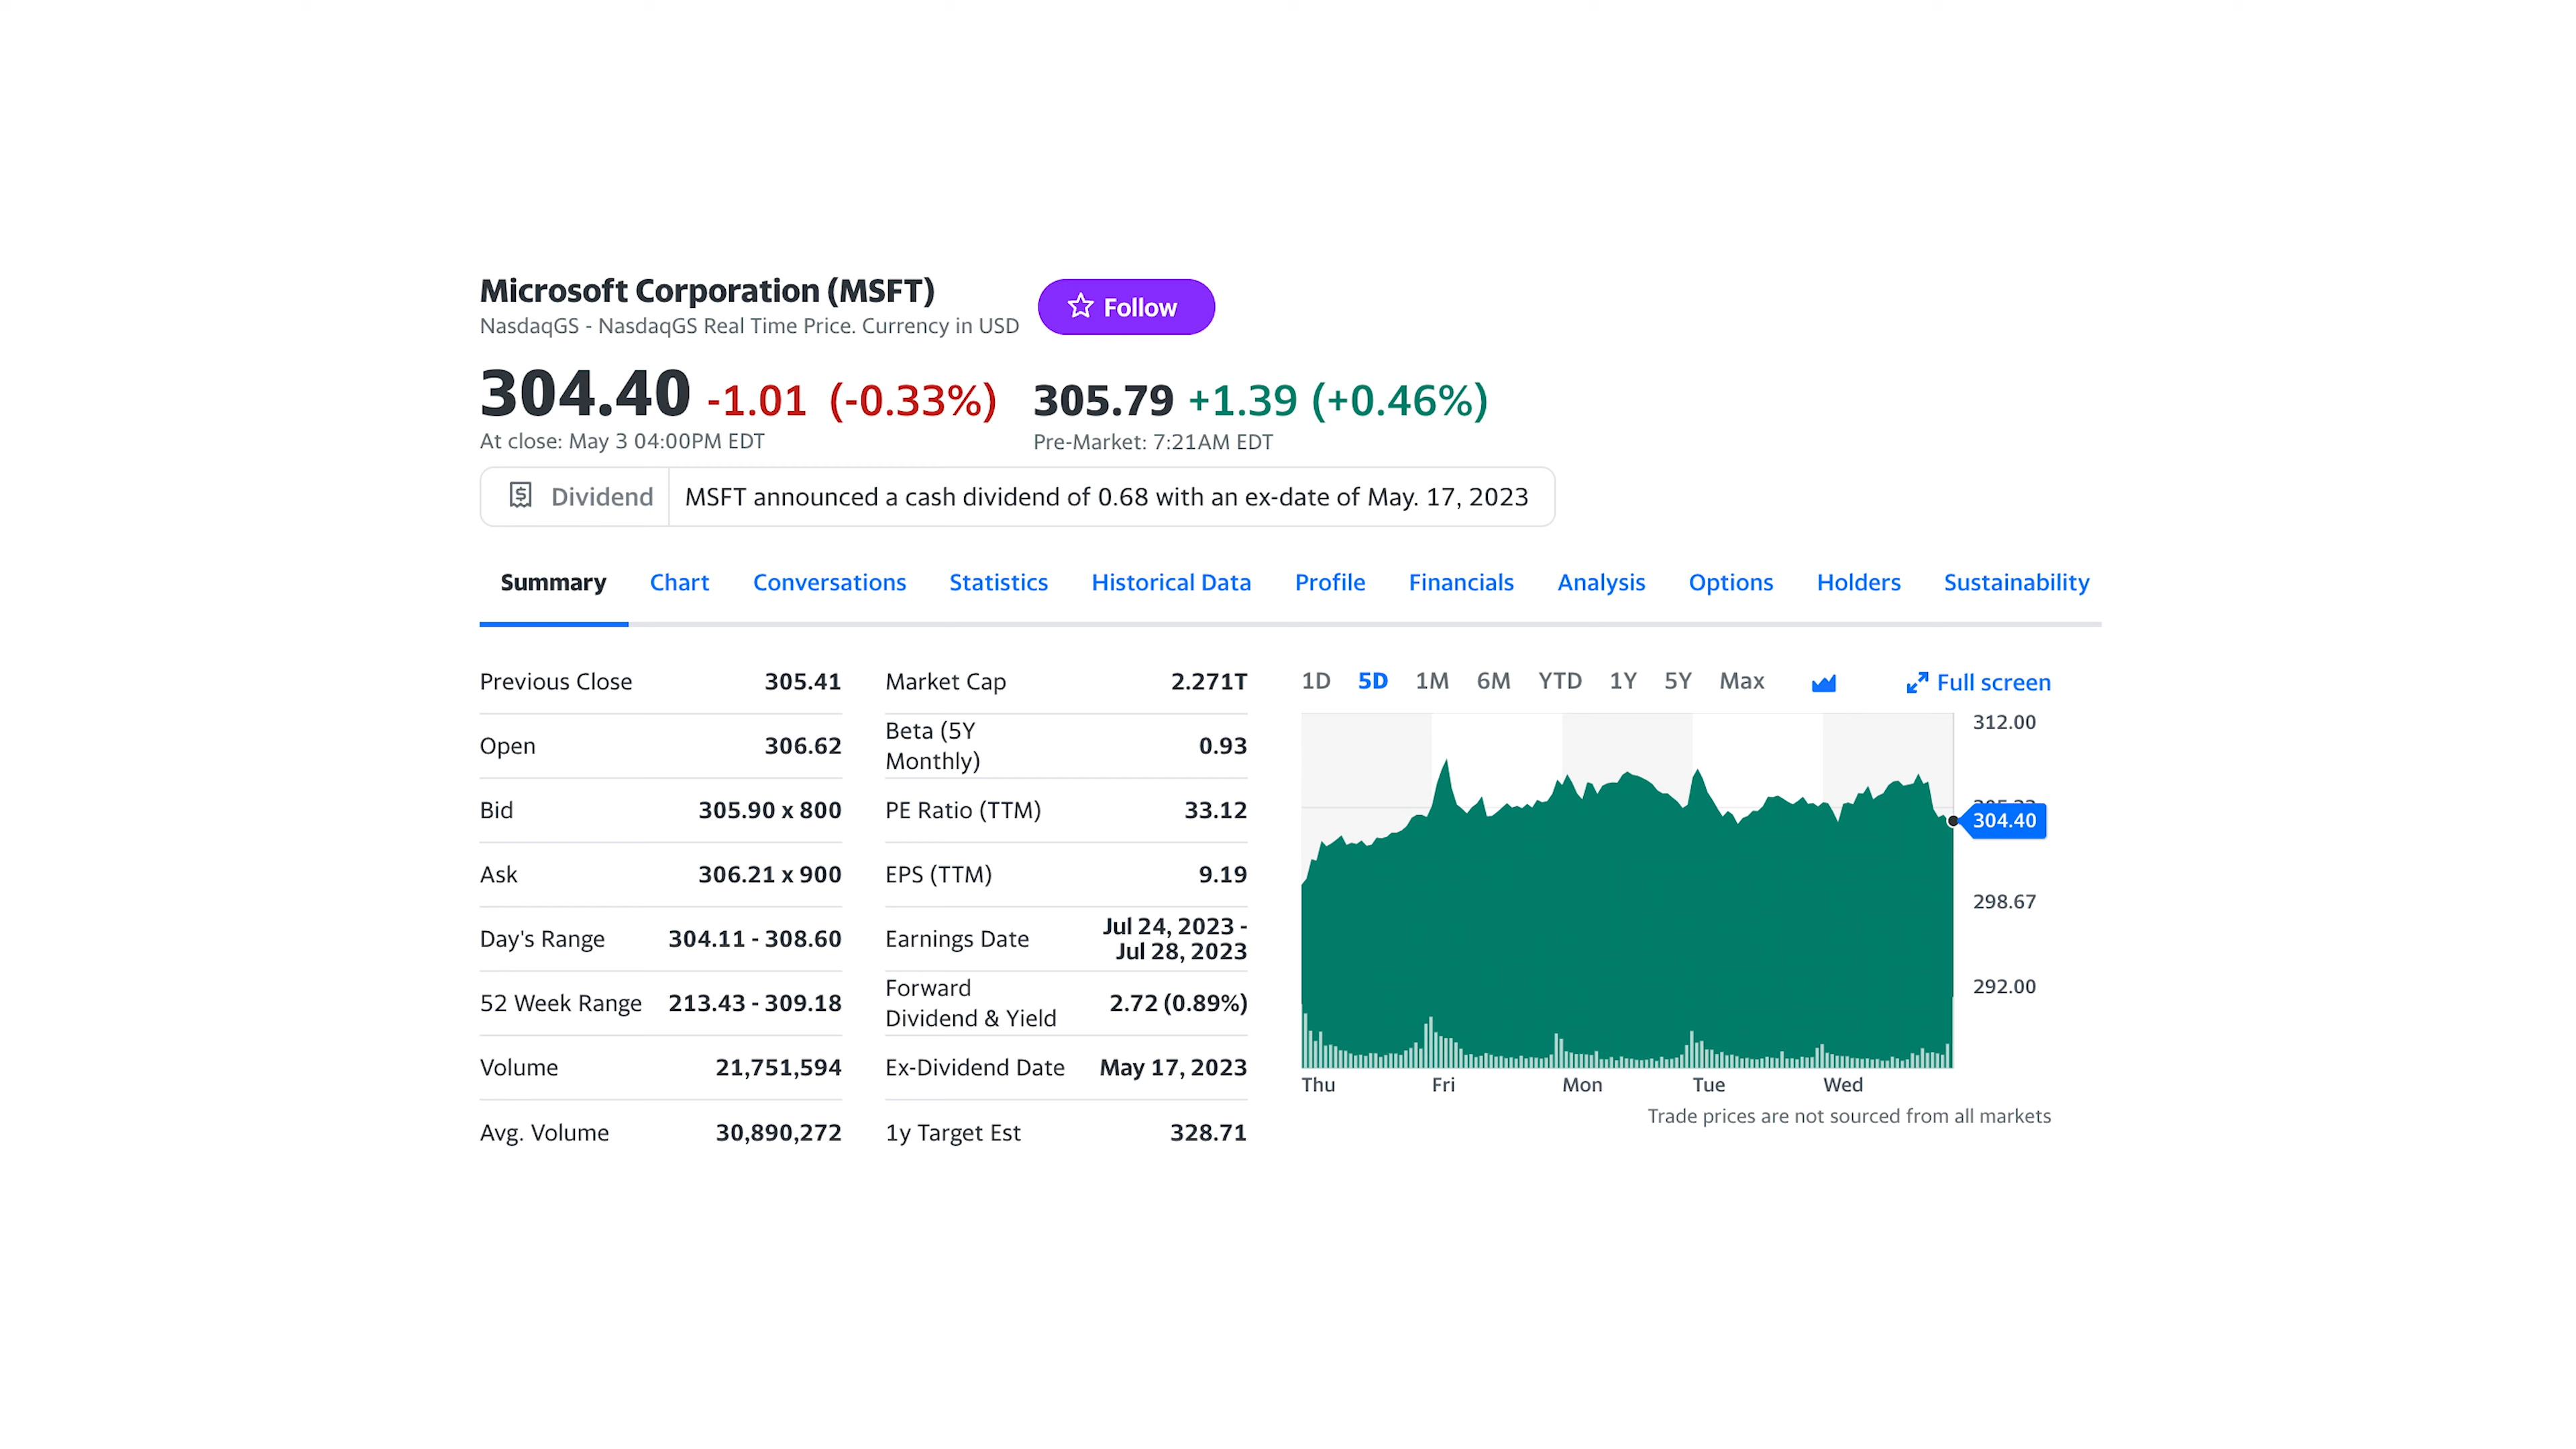 Microsoft Corporation (MSFT)
Follow
NasdaqGS - NasdaqGS Real Time Price. Currency in USD
304.40 -1.01 (-0.33%) 305.79 +1.39 (+0.46%)
At close: May 3 04:00PM EDT Pre-Market: 7:21AM EDT
Dividend MSFT announced a cash dividend of 0.68 with an ex-date of May. 17, 2023
Summary Chart Conversations Statistics Historical Data Profile Financials Analysis Options Holders Sustainability
Previous Close 305.41
Open 306.62
Bid 305.90 x 800
Ask 306.21 x 900
Day's Range 304.11 - 308.60
52 Week Range 213.43 - 309.18
Volume 21,751,594
Avg. Volume 30,890,272
Market Cap 2.271T
Beta (5Y
Monthly) 0.93
PE Ratio (TTM) 33.12
EPS (TTM) 9.19
Earnings Date Jul 24, 2023 -
Jul 28, 2023
Forward
Dividend & Yield 2.72 (0.89%)
Ex-Dividend Date May 17, 2023
1y Target Est 328.71
1D 5D 1M 6M YTD 1Y 5Y Max Full screen
312.00
304.40
298.67
292.00
Thu Fri Mon Tue Wed
Trade prices are not sourced from all markets